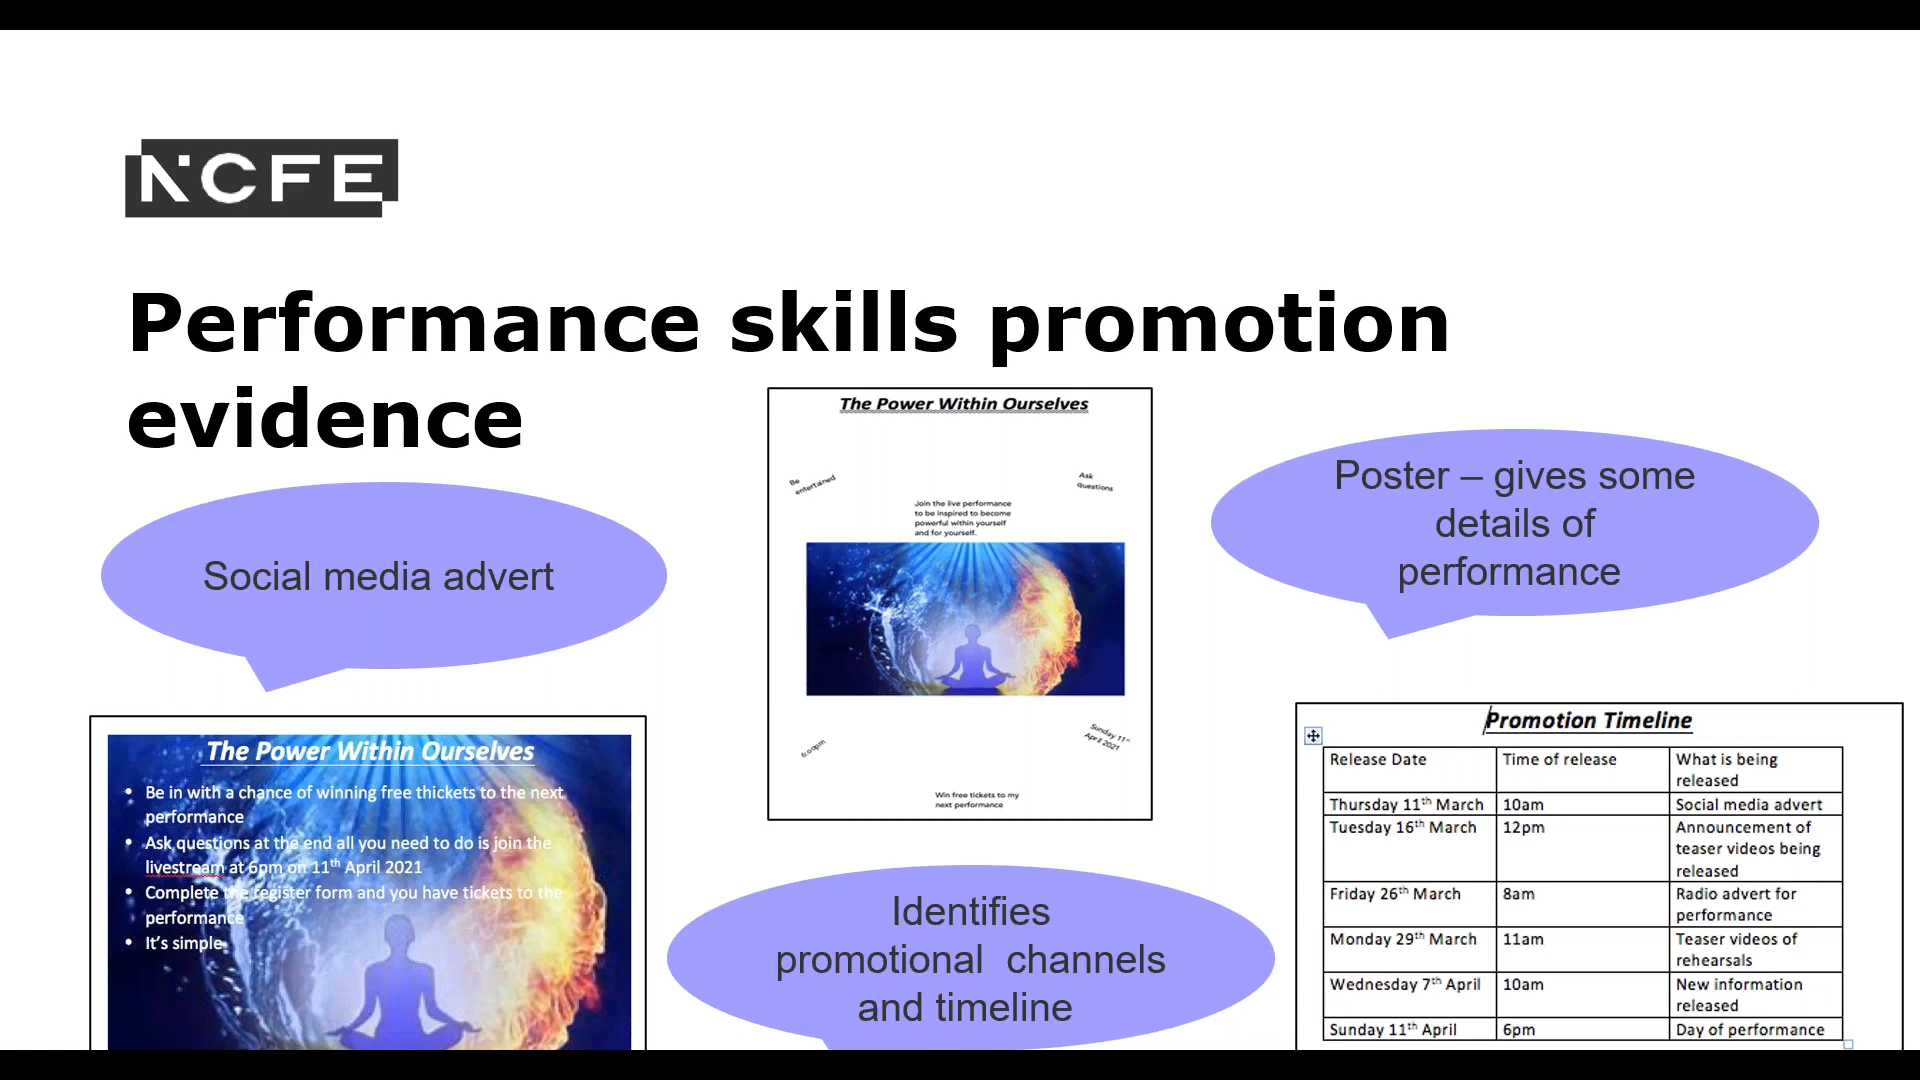 NCFE
Performance skills promotion
evidence
Social media advert
The Power Within Ourselves
Be
entertained
Ask
questions
Join the live performance
to be inspired to become
powerful within yourself
and for yourself.
6:00pm
Sunday 11th
April 2021
Win free tickets to my
next performance
Poster – gives some
details of
performance
The Power Within Ourselves
• Be in with a chance of winning free thickets to the next
performance
• Ask questions at the end all you need to do is join the
livestream at 6pm on 11th April 2021
• Complete the register form and you have tickets to the
performance
• It's simple
Identifies
promotional channels
and timeline
Promotion Timeline
Release Date Time of release What is being
released
Thursday 11th March 10am Social media advert
Tuesday 16th March 12pm Announcement of
teaser videos being
released
Friday 26th March 8am Radio advert for
performance
Monday 29th March 11am Teaser videos of
rehearsals
Wednesday 7th April 10am New information
released
Sunday 11th April 6pm Day of performance